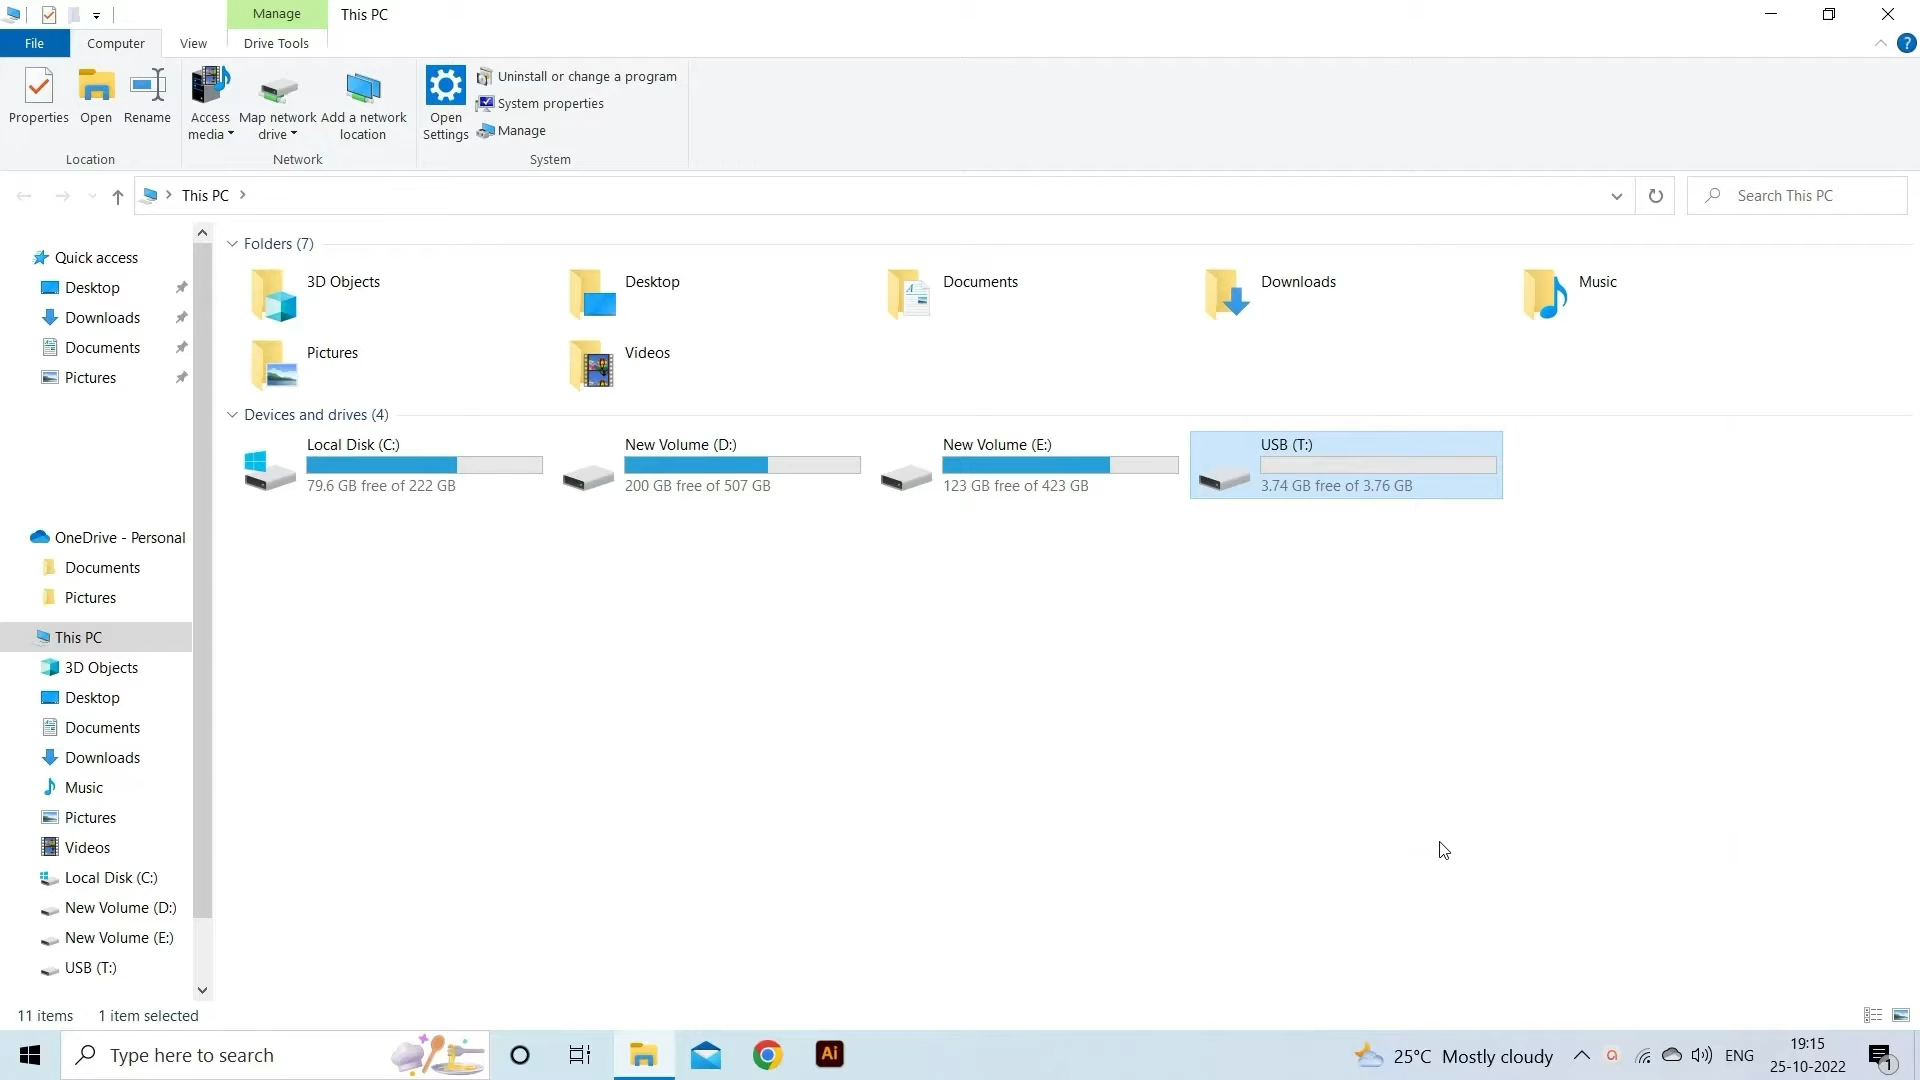 Manage
This PC
File
Computer
View
Drive Tools
Properties
Open
Rename
Access media
Map network drive
Add a network location
Open Settings
Uninstall or change a program
System properties
Manage
Location
Network
System
This PC
Search This PC
Quick access
Desktop
Downloads
Documents
Pictures
OneDrive - Personal
Documents
Pictures
This PC
3D Objects
Desktop
Documents
Downloads
Music
Pictures
Videos
Local Disk (C:)
New Volume (D:)
New Volume (E:)
USB (T:)
Folders (7)
3D Objects
Desktop
Documents
Downloads
Music
Pictures
Videos
Devices and drives (4)
Local Disk (C:)
79.6 GB free of 222 GB
New Volume (D:)
200 GB free of 507 GB
New Volume (E:)
123 GB free of 423 GB
USB (T:)
3.74 GB free of 3.76 GB
11 items
1 item selected
Type here to search
Ai
25°C Mostly cloudy
ENG
19:15
25-10-2022
1